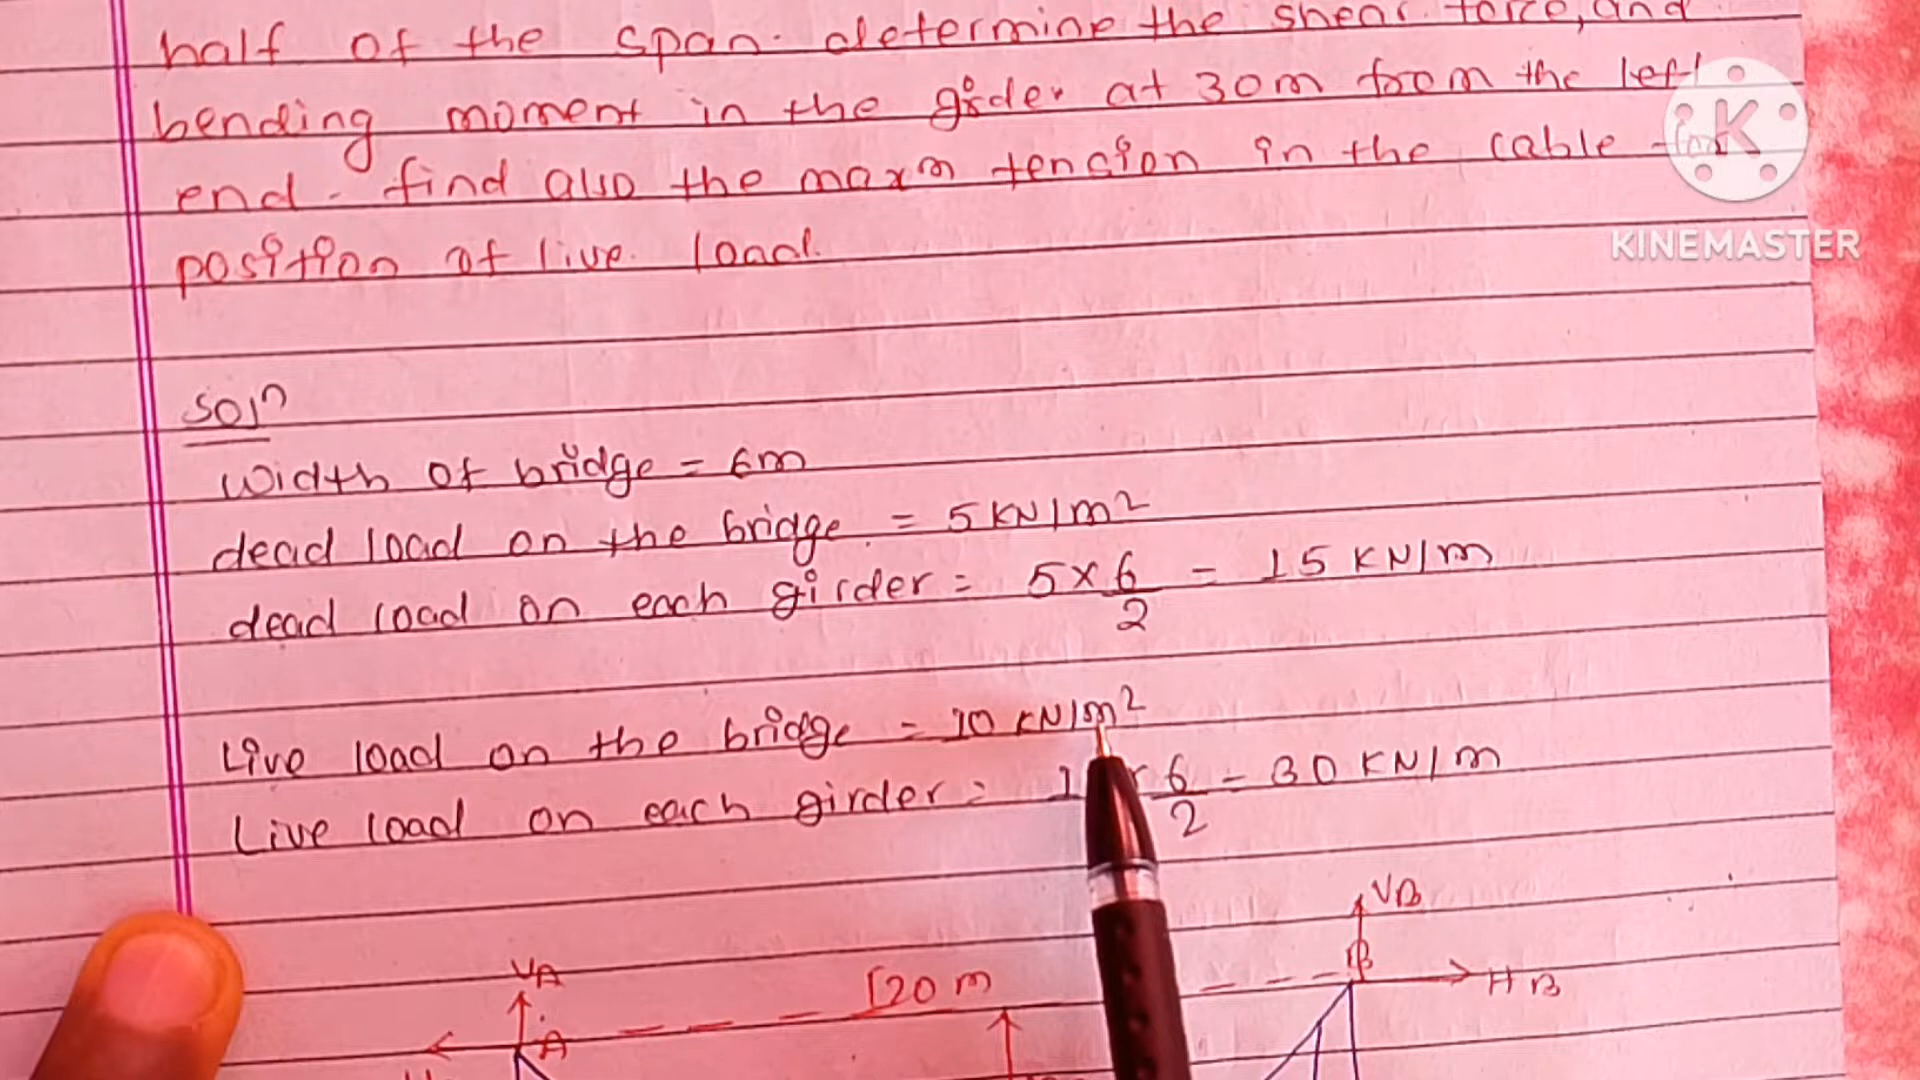 half of the span. determine the shear force, and
bending moment in the girder at 30m from the left
end. find also the maxm tension in the cable
position of live load.
KINEMASTER
Soln
Width of bridge = 6m
dead load on the bridge = 5 KN/m2
dead load on each girder = 5 × 6/2 = 15 KN/m
Live load on the bridge = 10 KN/m2
Live load on each girder = 1 × 6/2 = 30 KN/m
VB
B
HB
VA
120 m
A